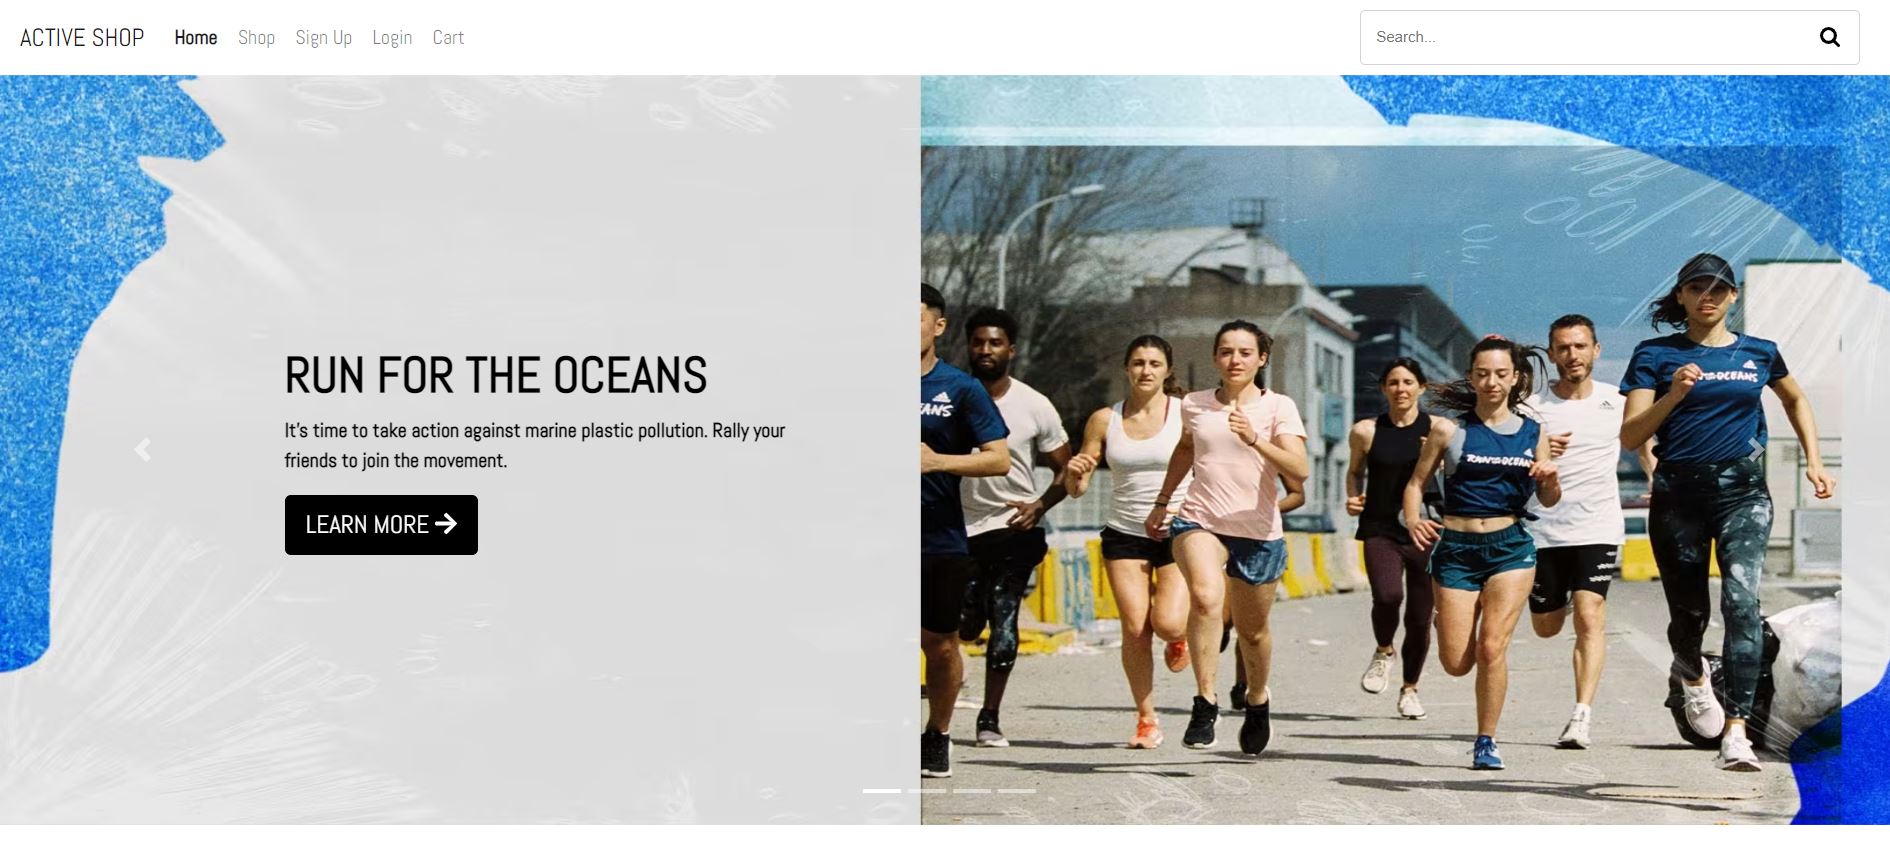 ACTIVE SHOP
Home
Shop
Sign Up
Login
Cart
Search...
RUN FOR THE OCEANS
It's time to take action against marine plastic pollution. Rally your
friends to join the movement.
LEARN MORE
OCEANS